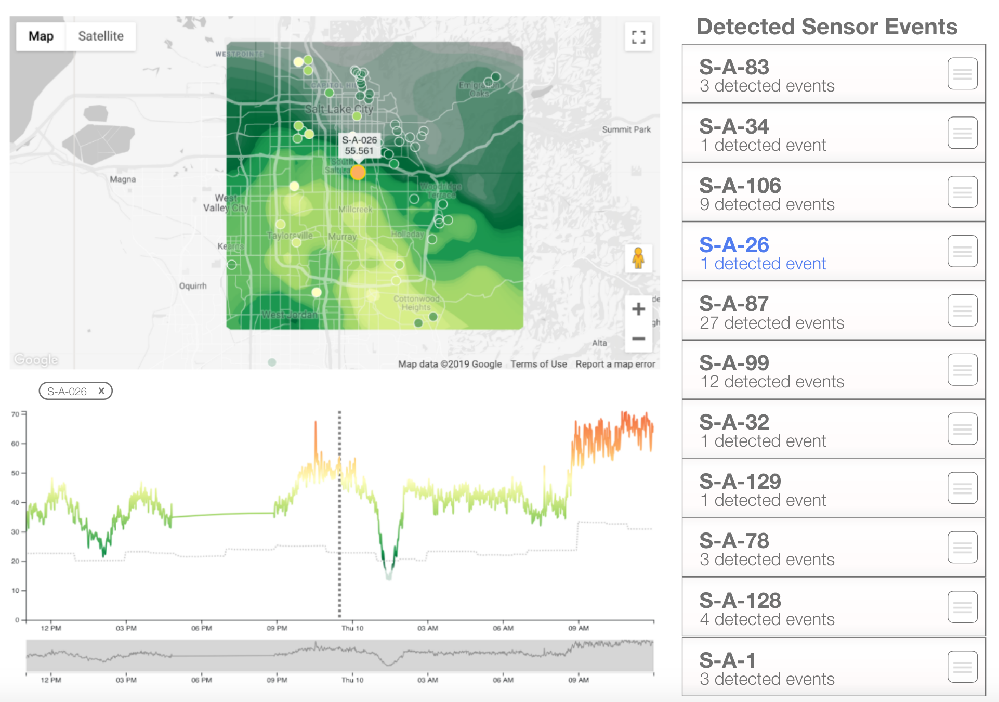 Map
Satellite
WESTPOINTE
CAPITOL HIL
Emigration
Oaks
Salt Lake City
Summit Park
S-A-026
55.561
South
Salt La
Magna
Woodridge
Terrace
West
Valley City
Millcreek
Taylorsville
Murray
Holladay
Kearns
Oquirrh
Cottonwood
Heights
West Jordan
Alta
Google
Map data ©2019 Google
Terms of Use
Report a map error
S-A-026 x
70
60
50
40
30
20
10
0
12 PM
03 PM
06 PM
09 PM
Thu 10
03 AM
06 AM
09 AM
12 PM
03 PM
06 PM
09 PM
Thu 10
03 AM
06 AM
09 AM
Detected Sensor Events
S-A-83
3 detected events
S-A-34
1 detected event
S-A-106
9 detected events
S-A-26
1 detected event
S-A-87
27 detected events
S-A-99
12 detected events
S-A-32
1 detected event
S-A-129
1 detected event
S-A-78
3 detected events
S-A-128
4 detected events
S-A-1
3 detected events